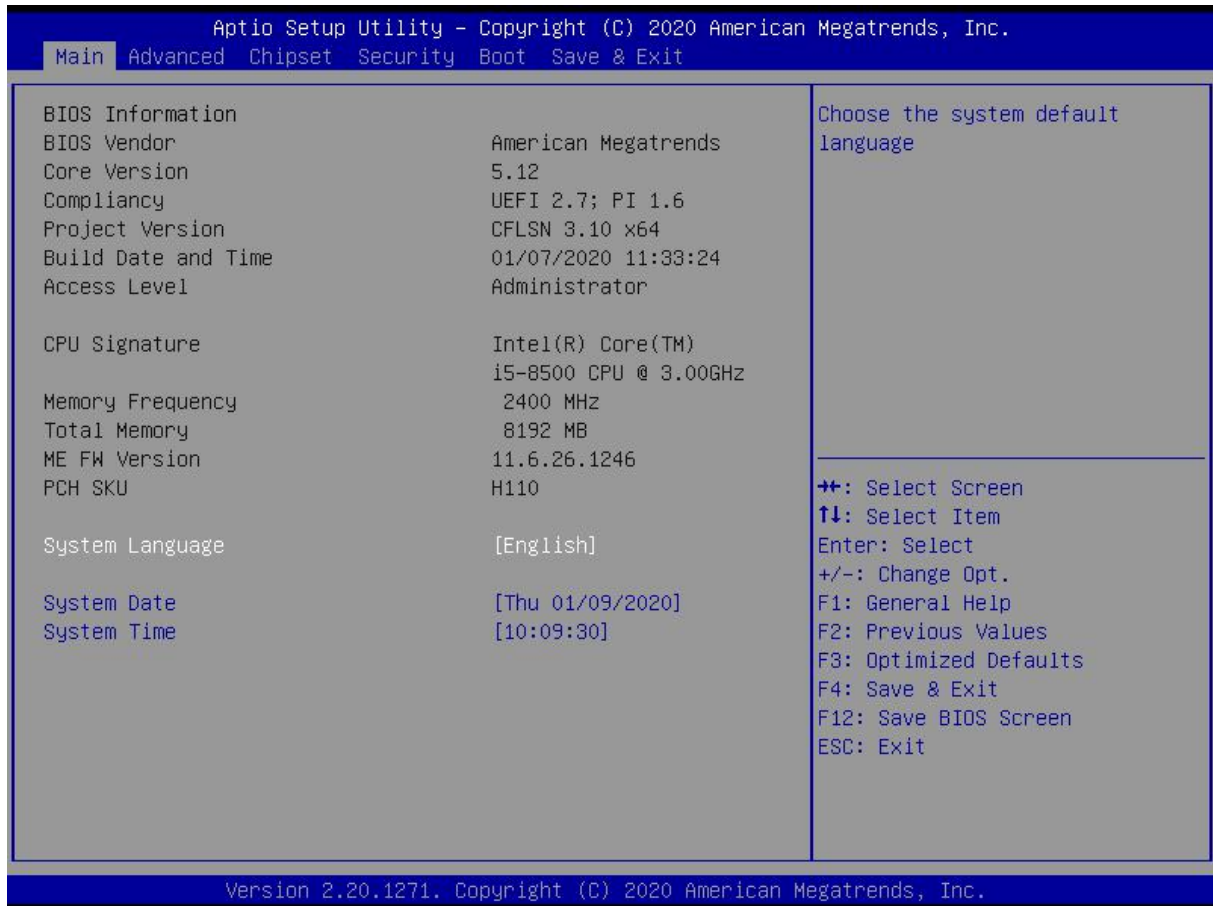 Aptio Setup Utility – Copyright (C) 2020 American Megatrends, Inc.
Main Advanced Chipset Security Boot Save & Exit
BIOS Information
BIOS Vendor American Megatrends
Core Version 5.12
Compliancy UEFI 2.7; PI 1.6
Project Version CFLSN 3.10 x64
Build Date and Time 01/07/2020 11:33:24
Access Level Administrator
CPU Signature Intel(R) Core(TM)
i5-8500 CPU @ 3.00GHz
Memory Frequency 2400 MHz
Total Memory 8192 MB
ME FW Version 11.6.26.1246
PCH SKU H110
System Language [English]
System Date [Thu 01/09/2020]
System Time [10:09:30]
Choose the system default
language
→←: Select Screen
↑↓: Select Item
Enter: Select
+/-: Change Opt.
F1: General Help
F2: Previous Values
F3: Optimized Defaults
F4: Save & Exit
F12: Save BIOS Screen
ESC: Exit
Version 2.20.1271. Copyright (C) 2020 American Megatrends, Inc.